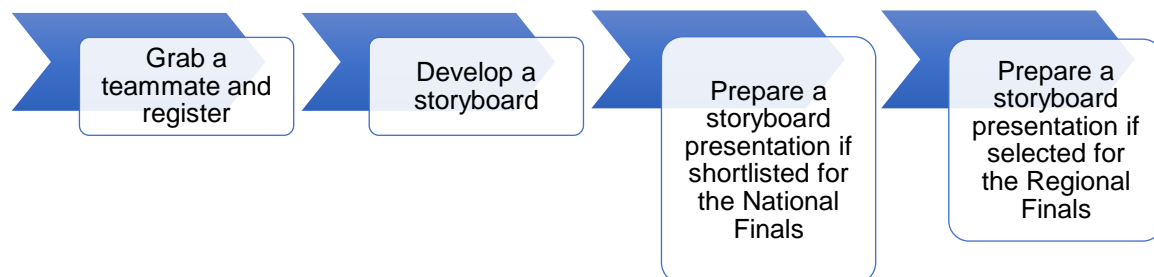 Grab a
teammate and
register
Develop a
storyboard
Prepare a
storyboard
presentation if
shortlisted for
the National
Finals
Prepare a
storyboard
presentation if
selected for
the Regional
Finals